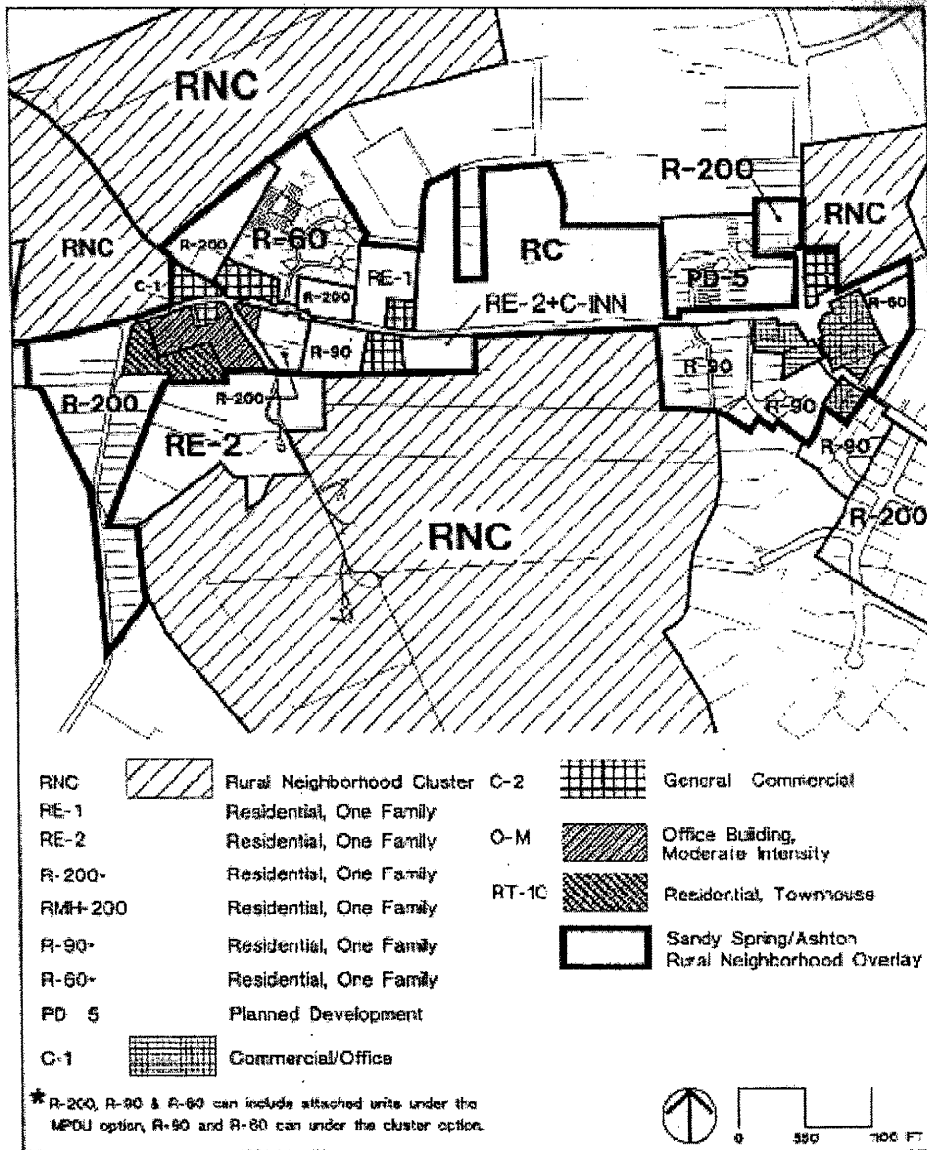 RNC
R-200
RNC
R-200
R-60
RC
RNC
RE-1
C-1
R-200
PD-5
RE-2+C-INN
R-60
R-90
R-90
R-200
R-200
R-90
RE-2
R-90
RNC
R-200
RNC Rural Neighborhood Cluster C-2 General Commercial
RE-1 Residential, One Family
RE-2 Residential, One Family O-M Office Building,
Moderate Intensity
R-200* Residential, One Family
RT-10 Residential, Townhouse
RMH-200 Residential, One Family
R-90* Residential, One Family Sandy Spring/Ashton
Rural Neighborhood Overlay
R-60* Residential, One Family
PD 5 Planned Development
C-1 Commercial/Office
* R-200, R-90 & R-60 can include attached units under the
MPDU option, R-90 and R-60 can under the cluster option.
0 550 1100 FT